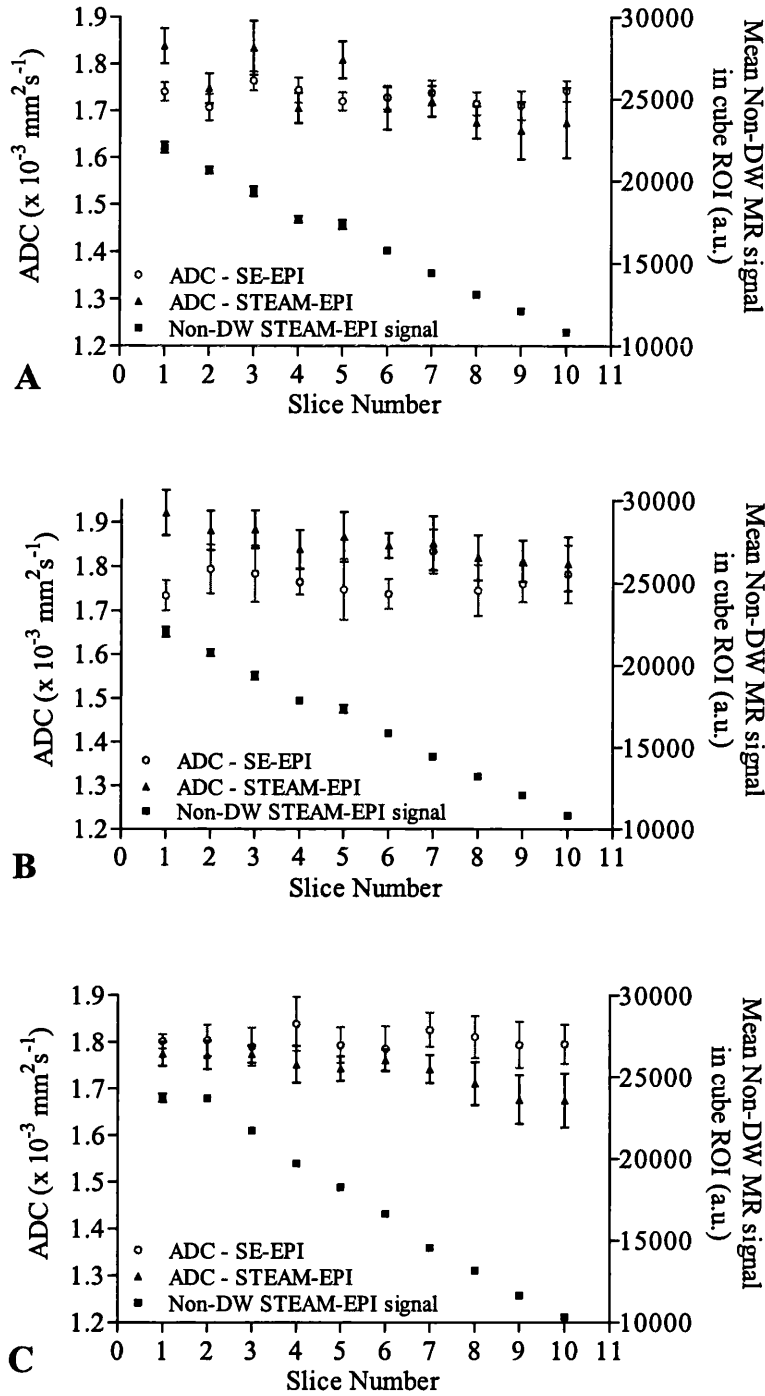 1.9
1.8
1.7
1.6
1.5
1.4
1.3
1.2
ADC (x 10⁻³ mm²s⁻¹)
30000
25000
20000
15000
10000
Mean Non-DW MR signal
in cube ROI (a.u.)
ADC - SE-EPI
ADC - STEAM-EPI
Non-DW STEAM-EPI signal
0 1 2 3 4 5 6 7 8 9 10 11
Slice Number
A
1.9
1.8
1.7
1.6
1.5
1.4
1.3
1.2
ADC (x 10⁻³ mm²s⁻¹)
30000
25000
20000
15000
10000
Mean Non-DW MR signal
in cube ROI (a.u.)
ADC - SE-EPI
ADC - STEAM-EPI
Non-DW STEAM-EPI signal
0 1 2 3 4 5 6 7 8 9 10 11
Slice Number
B
1.9
1.8
1.7
1.6
1.5
1.4
1.3
1.2
ADC (x 10⁻³ mm²s⁻¹)
30000
25000
20000
15000
10000
Mean Non-DW MR signal
in cube ROI (a.u.)
ADC - SE-EPI
ADC - STEAM-EPI
Non-DW STEAM-EPI signal
0 1 2 3 4 5 6 7 8 9 10 11
Slice Number
C